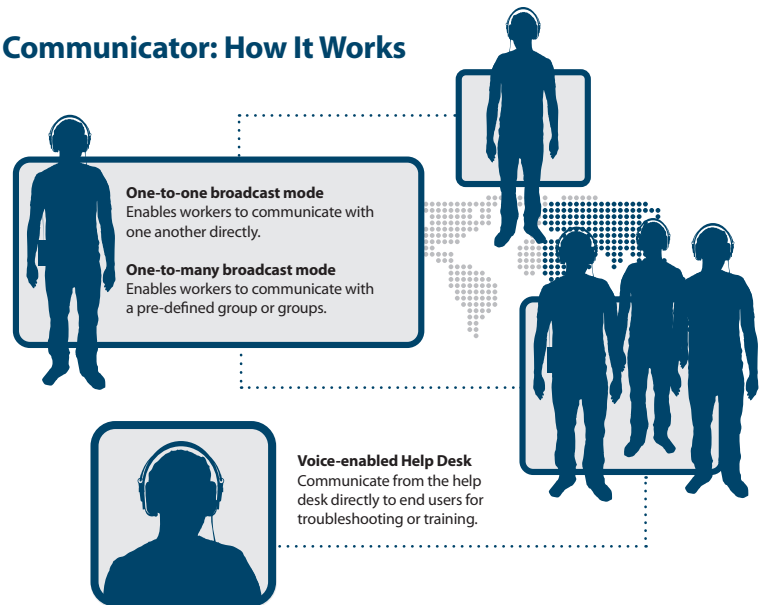 Communicator: How It Works
One-to-one broadcast mode
Enables workers to communicate with
one another directly.
One-to-many broadcast mode
Enables workers to communicate with
a pre-defined group or groups.
Voice-enabled Help Desk
Communicate from the help
desk directly to end users for
troubleshooting or training.